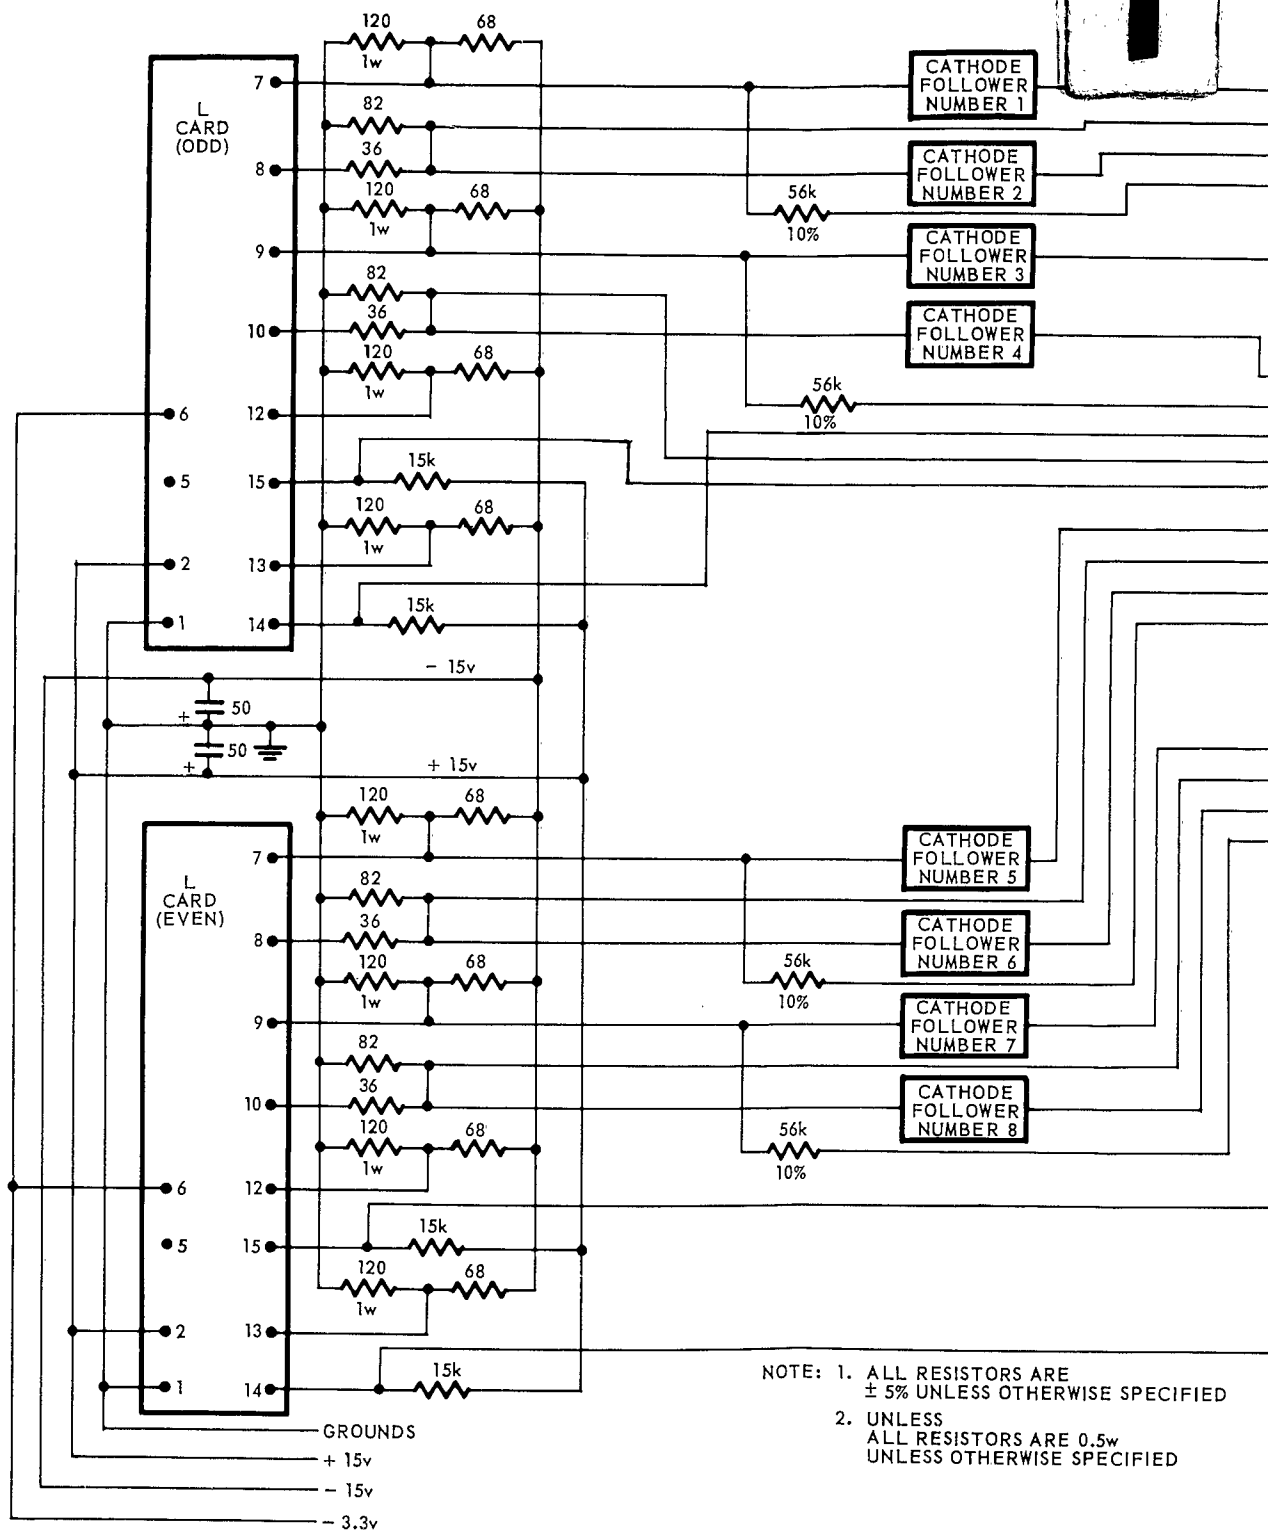 120
68
1w
CATHODE
FOLLOWER
NUMBER 1
7
L
CARD
(ODD)
82
36
8
CATHODE
FOLLOWER
NUMBER 2
120
68
1w
56k
10%
9
CATHODE
FOLLOWER
NUMBER 3
82
36
10
CATHODE
FOLLOWER
NUMBER 4
120
68
1w
56k
10%
6
12
15k
5
15
120
68
1w
2
13
15k
1
14
- 15v
50
+
50
+
+ 15v
120
68
1w
7
CATHODE
FOLLOWER
NUMBER 5
L
CARD
(EVEN)
82
36
8
CATHODE
FOLLOWER
NUMBER 6
120
68
1w
56k
10%
9
CATHODE
FOLLOWER
NUMBER 7
82
36
10
CATHODE
FOLLOWER
NUMBER 8
120
68
1w
56k
10%
6
12
15k
5
15
120
68
1w
2
13
15k
1
14
NOTE: 1. ALL RESISTORS ARE
± 5% UNLESS OTHERWISE SPECIFIED
2. UNLESS
ALL RESISTORS ARE 0.5w
UNLESS OTHERWISE SPECIFIED
GROUNDS
+ 15v
- 15v
- 3.3v